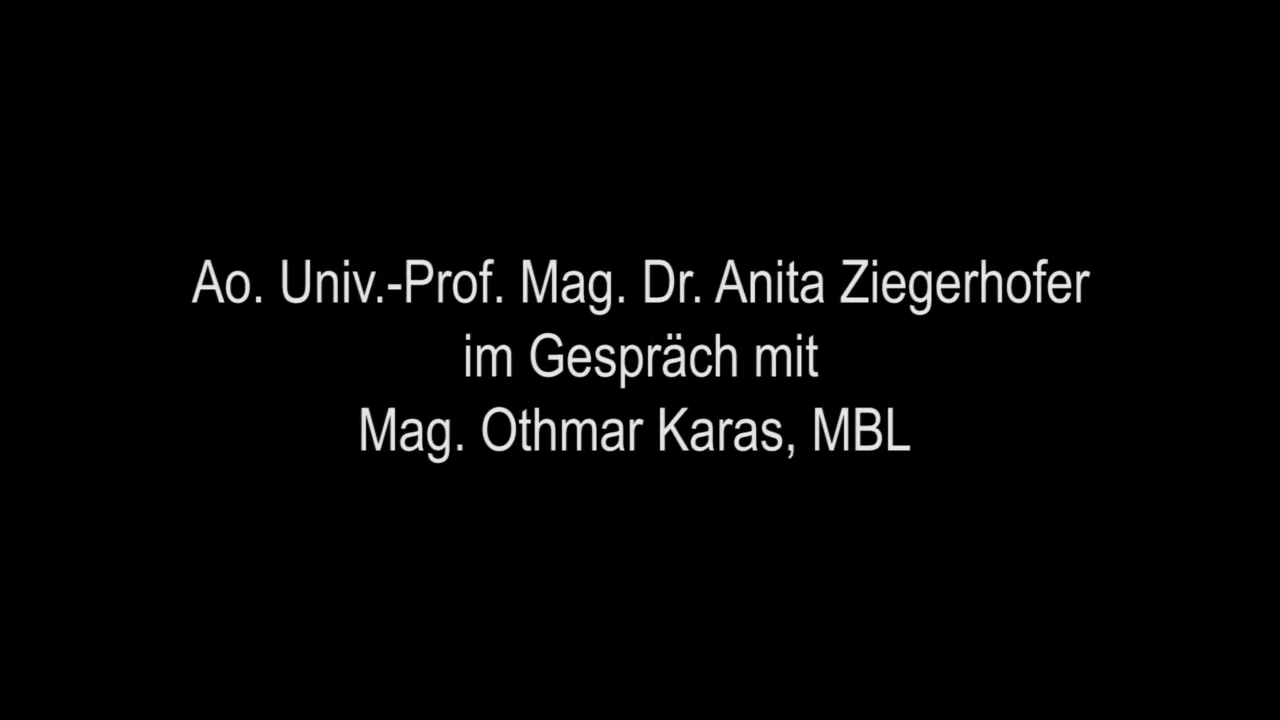 Ao. Univ.-Prof. Mag. Dr. Anita Ziegerhofer
im Gespräch mit
Mag. Othmar Karas, MBL